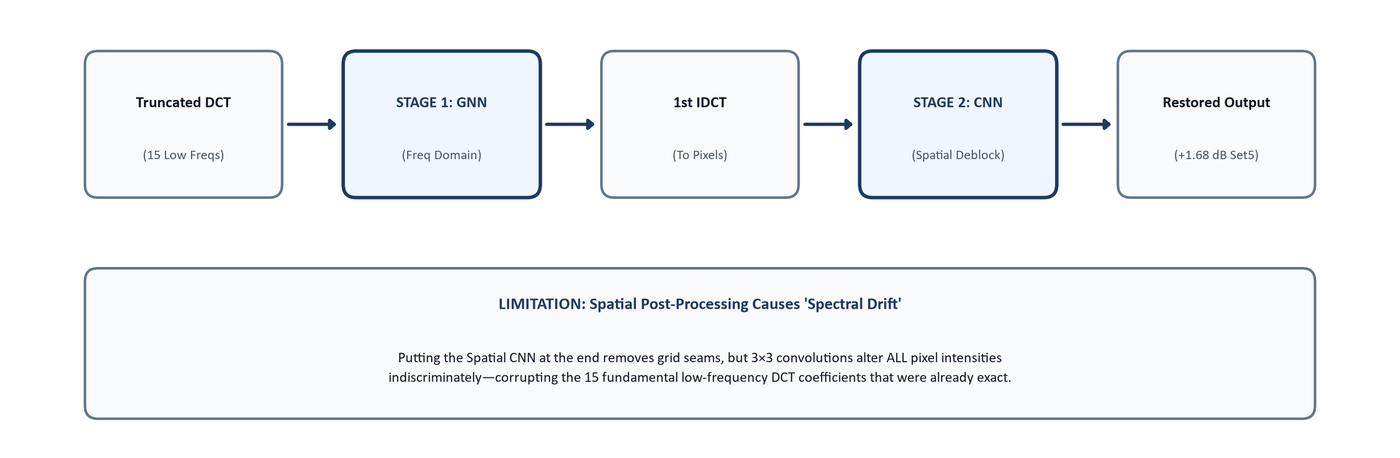 Truncated DCT
(15 Low Freqs)
STAGE 1: GNN
(Freq Domain)
1st IDCT
(To Pixels)
STAGE 2: CNN
(Spatial Deblock)
Restored Output
(+1.68 dB Set5)
LIMITATION: Spatial Post-Processing Causes 'Spectral Drift'
Putting the Spatial CNN at the end removes grid seams, but 3×3 convolutions alter ALL pixel intensities
indiscriminately—corrupting the 15 fundamental low-frequency DCT coefficients that were already exact.